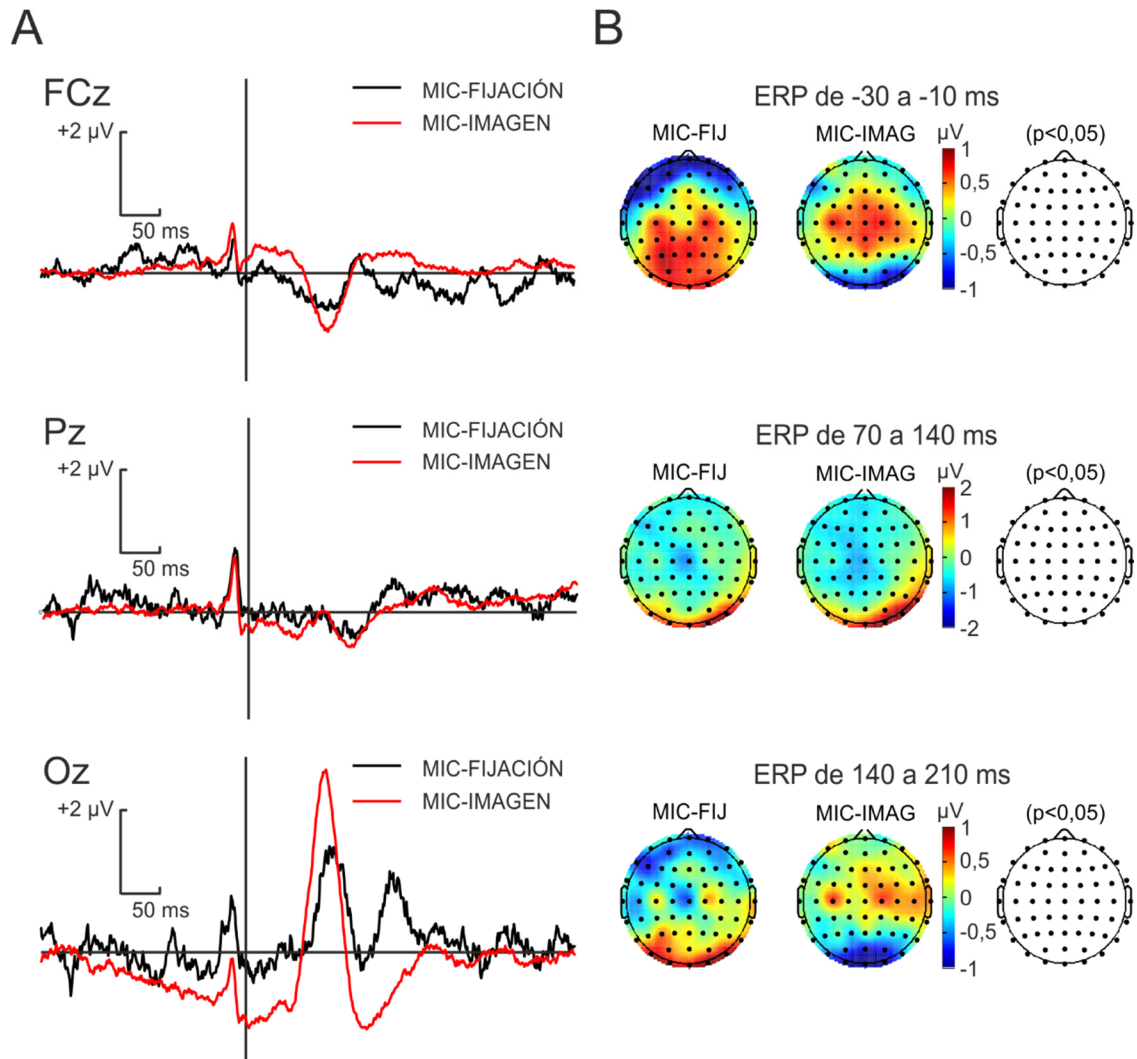 A
FCz
+2 µV
50 ms
MIC-FIJACIÓN
MIC-IMAGEN
Pz
+2 µV
50 ms
MIC-FIJACIÓN
MIC-IMAGEN
Oz
+2 µV
50 ms
MIC-FIJACIÓN
MIC-IMAGEN
B
ERP de -30 a -10 ms
MIC-FIJ MIC-IMAG µV (p<0,05)
1
0,5
0
-0,5
-1
ERP de 70 a 140 ms
MIC-FIJ MIC-IMAG µV (p<0,05)
2
1
0
-1
-2
ERP de 140 a 210 ms
MIC-FIJ MIC-IMAG µV (p<0,05)
1
0,5
0
-0,5
-1